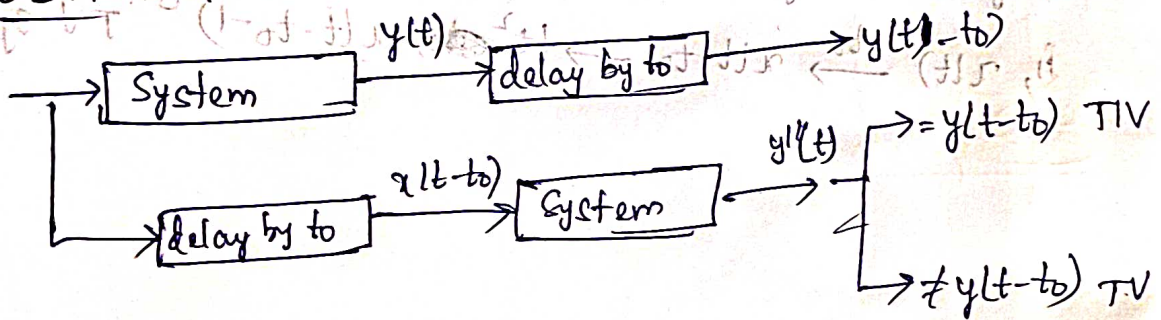 y(t)
System
delay by to
y(t - to)
x(t-to)
delay by to
System
y''(t)
= y(t-to) TIV
≠ y(t-to) TV